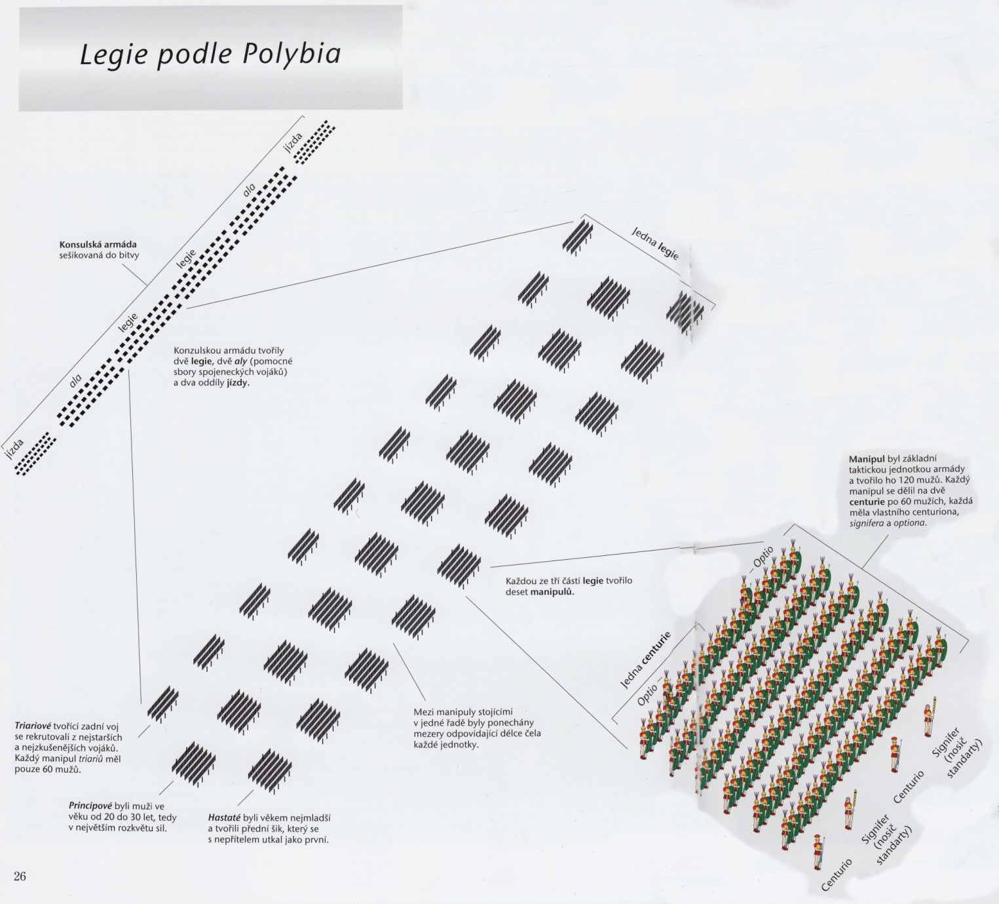 Legie podle Polybia
jízda
ala
legie
legie
ala
jízda
Konsulská armáda
sešikovaná do bitvy
Jedna legie
Konzulskou armádu tvořily
dvě legie, dvě aly (pomocné
sbory spojeneckých vojáků)
a dva oddíly jízdy.
Manipul byl základní
taktickou jednotkou armády
a tvořilo ho 120 mužů. Každý
manipul se dělil na dvě
centurie po 60 mužích, každá
měla vlastního centuriona,
signifera a optiona.
Optio
Každou ze tří částí legie tvořilo
deset manipulů.
Jedna centurie
Optio
Mezi manipuly stojícími
v jedné řadě byly ponechány
mezery odpovídající délce čela
každé jednotky.
Triariové tvořící zadní voj
se rekrutovali z nejstarších
a nejzkušenějších vojáků.
Každý manipul triariů měl
pouze 60 mužů.
Principové byli muži ve
věku od 20 do 30 let, tedy
v největším rozkvětu sil.
Hastaté byli věkem nejmladší
a tvořili přední šik, který se
s nepřítelem utkal jako první.
Signifer
(nosič
standarty)
Centurio
Signifer
(nosič
standarty)
Centurio
26